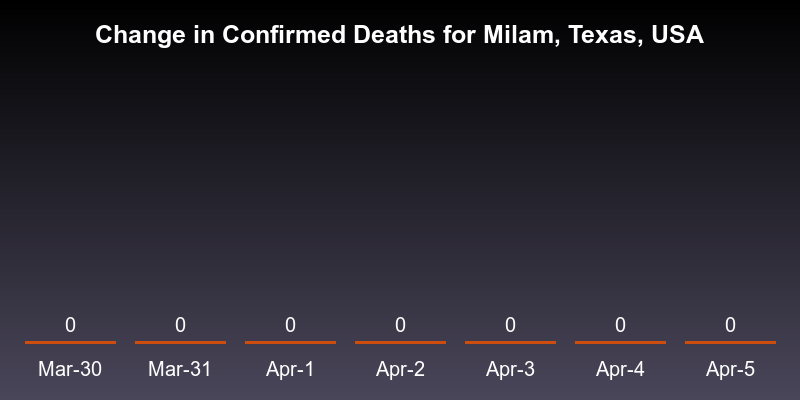 Change in Confirmed Deaths for Milam, Texas, USA
0 0 0 0 0 0 0
Mar-30 Mar-31 Apr-1 Apr-2 Apr-3 Apr-4 Apr-5